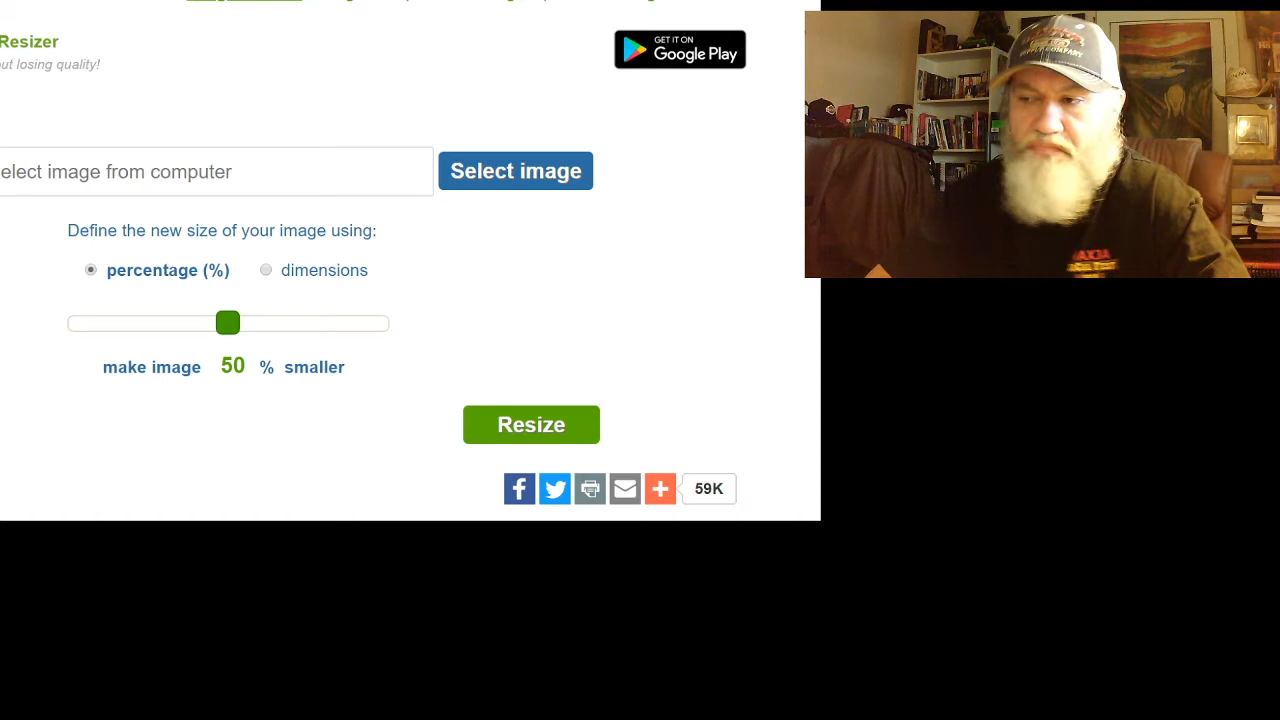 Resizer
GET IT ON
Google Play
out losing quality!
elect image from computer
Select image
Define the new size of your image using:
percentage (%)
dimensions
make image 50 % smaller
Resize
59K